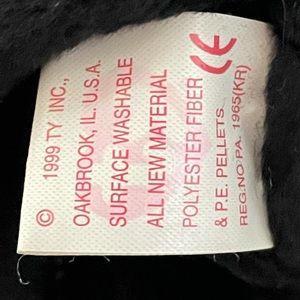 © 1999 TY INC.,
OAKBROOK, IL. U.S.A.
SURFACE WASHABLE
ALL NEW MATERIAL
POLYESTER FIBER CE
& P.E. PELLETS
REG:NO PA. 1965(KR)